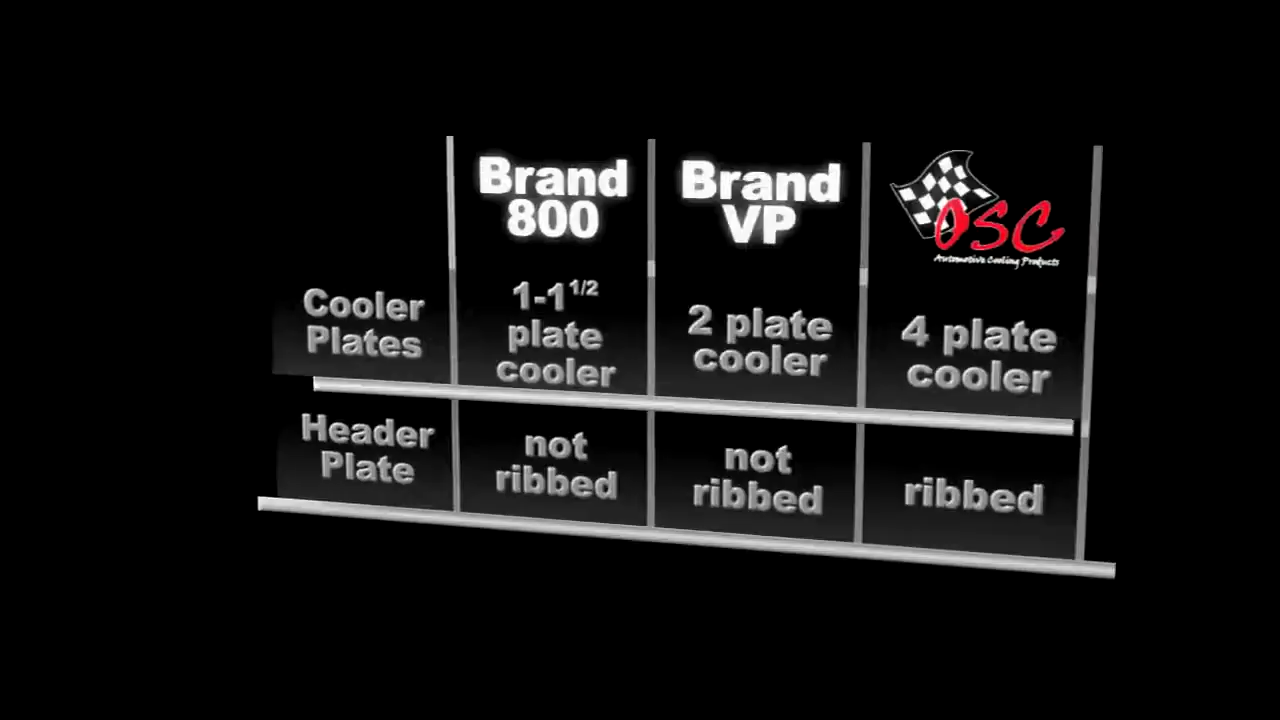 Brand
800
Brand
VP
OSC
Automotive Cooling Products
Cooler
Plates
1-1 1/2
plate
cooler
2 plate
cooler
4 plate
cooler
Header
Plate
not
ribbed
not
ribbed
ribbed